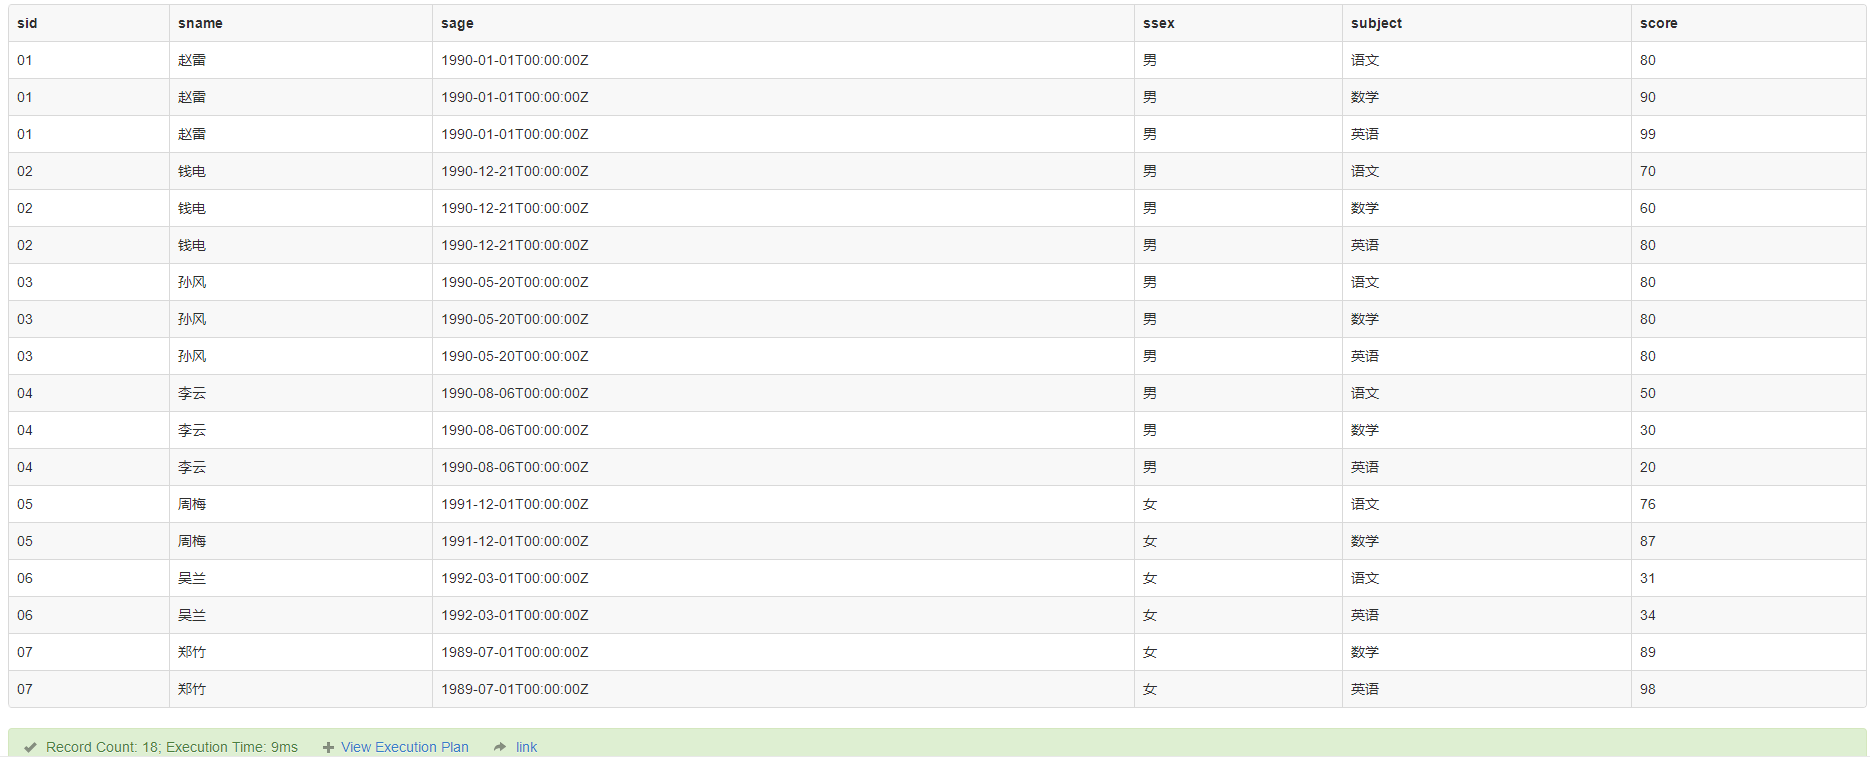 sid sname sage ssex subject score
01 赵雷 1990-01-01T00:00:00Z 男 语文 80
01 赵雷 1990-01-01T00:00:00Z 男 数学 90
01 赵雷 1990-01-01T00:00:00Z 男 英语 99
02 钱电 1990-12-21T00:00:00Z 男 语文 70
02 钱电 1990-12-21T00:00:00Z 男 数学 60
02 钱电 1990-12-21T00:00:00Z 男 英语 80
03 孙风 1990-05-20T00:00:00Z 男 语文 80
03 孙风 1990-05-20T00:00:00Z 男 数学 80
03 孙风 1990-05-20T00:00:00Z 男 英语 80
04 李云 1990-08-06T00:00:00Z 男 语文 50
04 李云 1990-08-06T00:00:00Z 男 数学 30
04 李云 1990-08-06T00:00:00Z 男 英语 20
05 周梅 1991-12-01T00:00:00Z 女 语文 76
05 周梅 1991-12-01T00:00:00Z 女 数学 87
06 吴兰 1992-03-01T00:00:00Z 女 语文 31
06 吴兰 1992-03-01T00:00:00Z 女 英语 34
07 郑竹 1989-07-01T00:00:00Z 女 数学 89
07 郑竹 1989-07-01T00:00:00Z 女 英语 98
Record Count: 18; Execution Time: 9ms View Execution Plan link